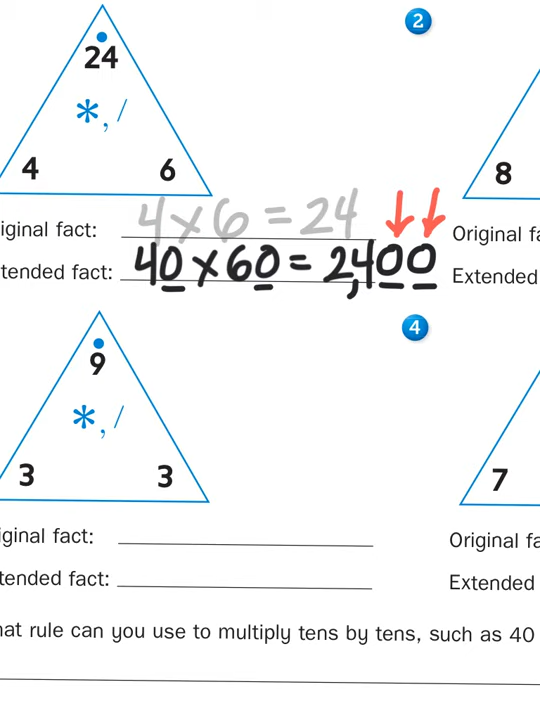 2
24
*, /
4 6
8
iginal fact: 4 x 6 = 24
Original fa
tended fact: 40 x 60 = 2,400
Extended
4
9
*, /
3 3
7
iginal fact:
Original fa
tended fact:
Extended
hat rule can you use to multiply tens by tens, such as 40